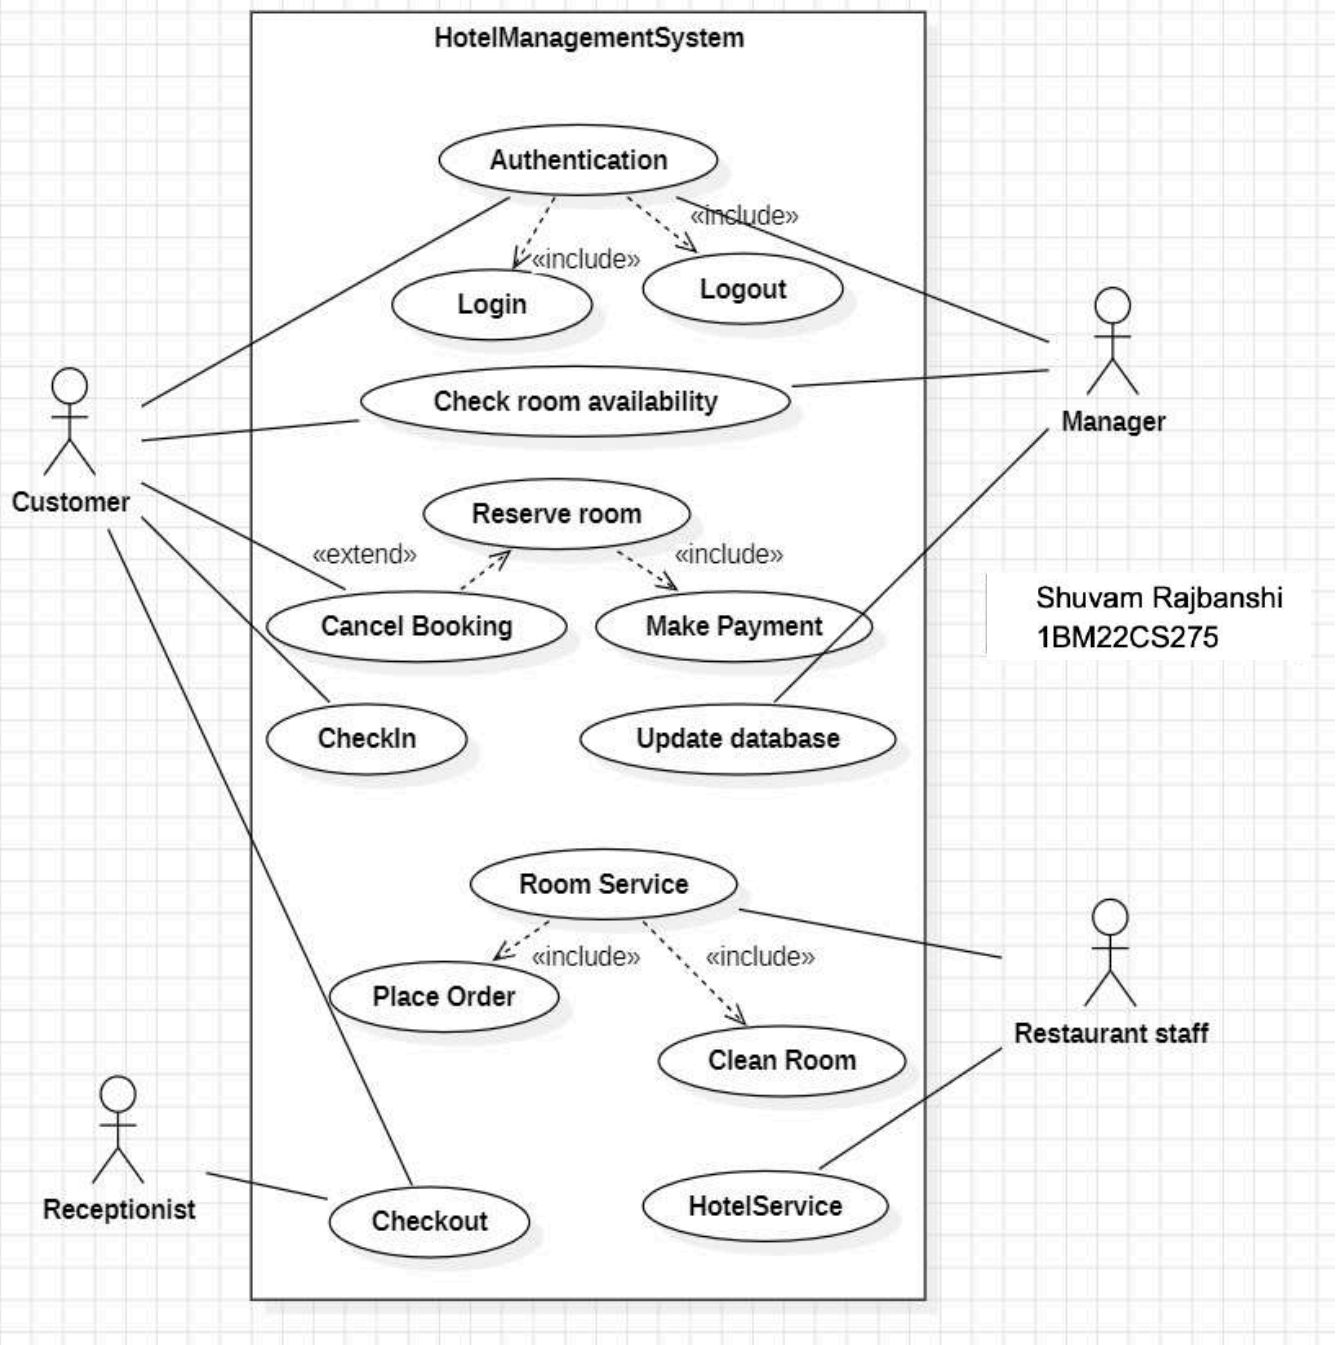 HotelManagementSystem
Authentication
«include»
«include»
Login
Logout
Check room availability
Manager
Customer
Reserve room
«extend»
«include»
Cancel Booking
Make Payment
Shuvam Rajbanshi
1BM22CS275
CheckIn
Update database
Room Service
«include»
«include»
Place Order
Restaurant staff
Clean Room
Receptionist
HotelService
Checkout